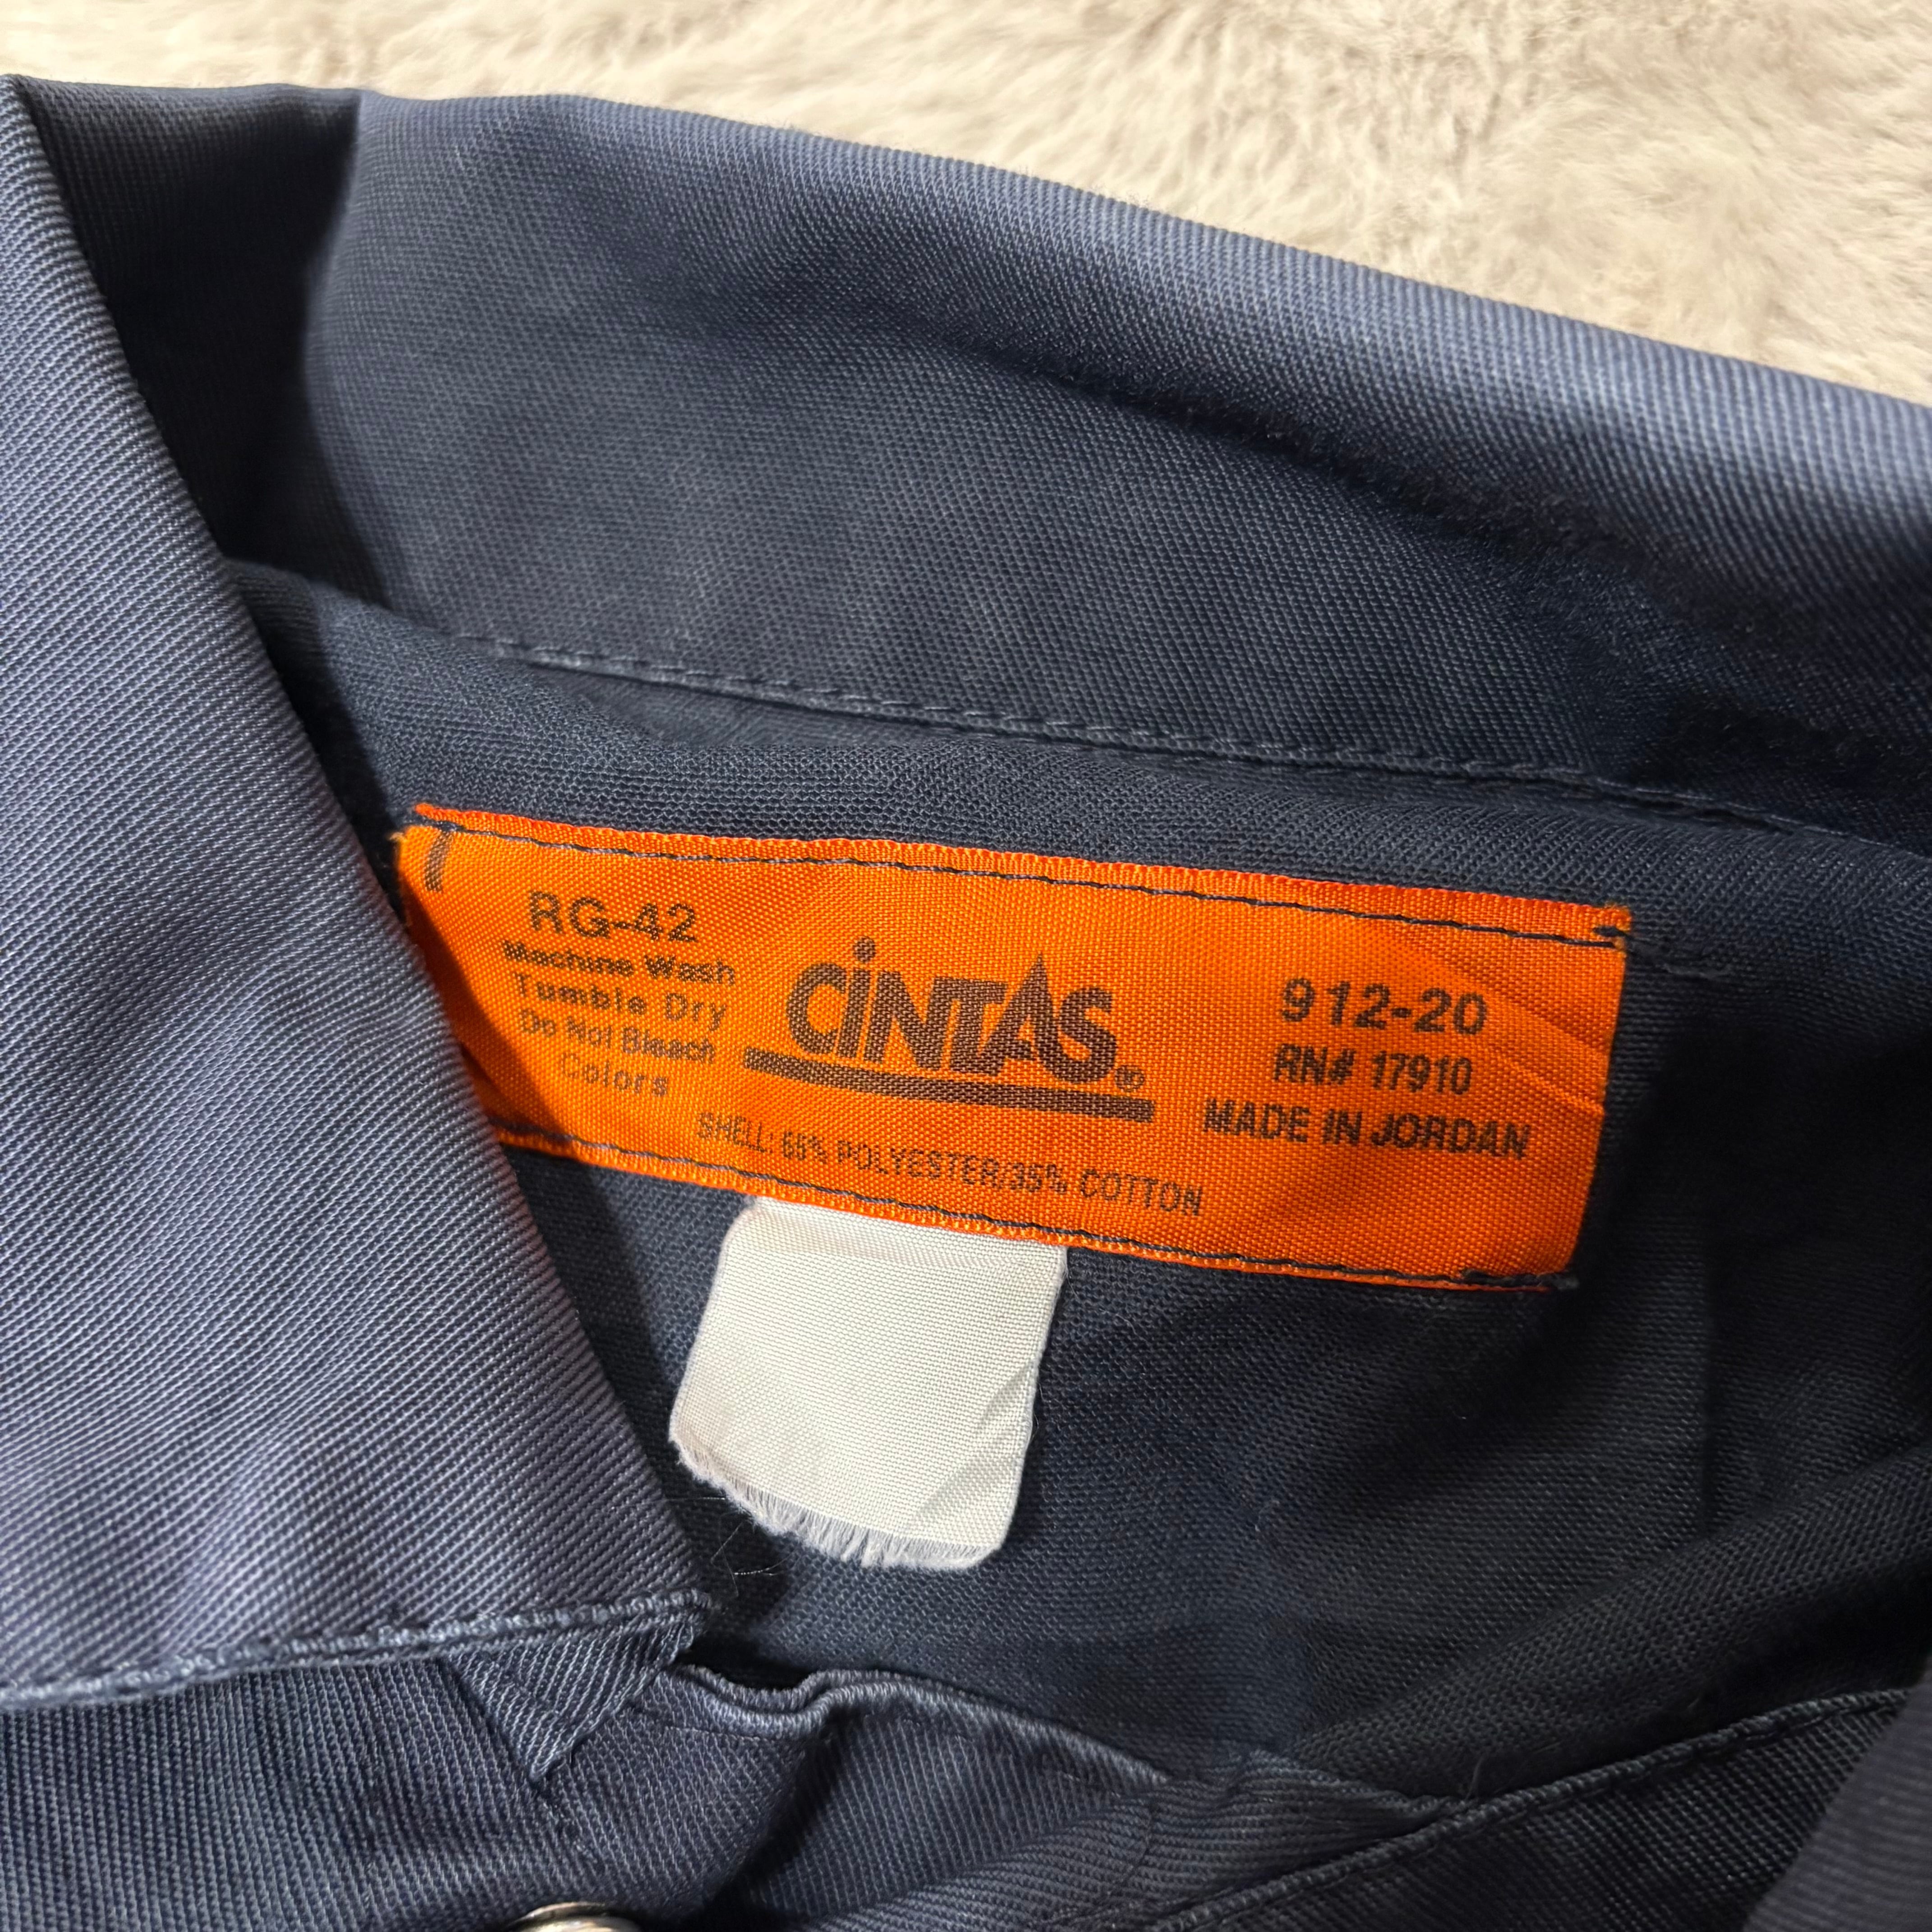 RG-42
Machine Wash
Tumble Dry
Do Not Bleach
Colors
CiNTAS®
912-20
RN# 17910
MADE IN JORDAN
SHELL: 65% POLYESTER/35% COTTON